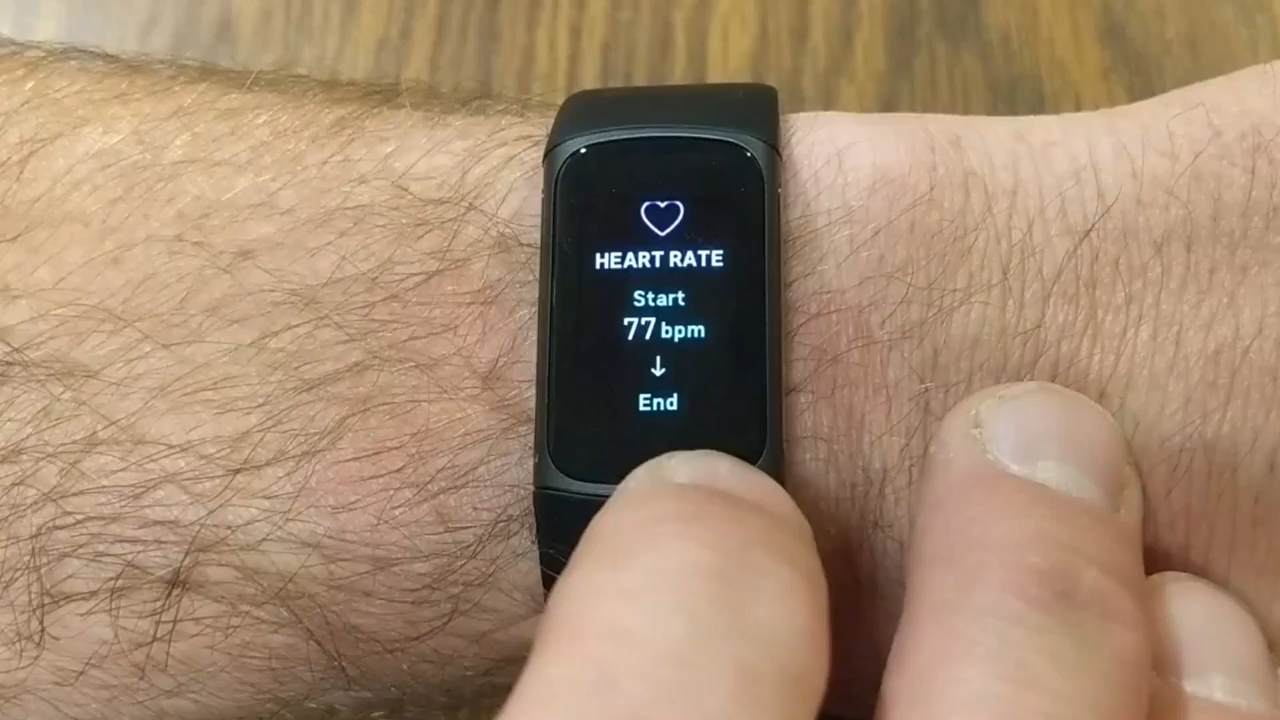 HEART RATE
Start
77 bpm
↓
End